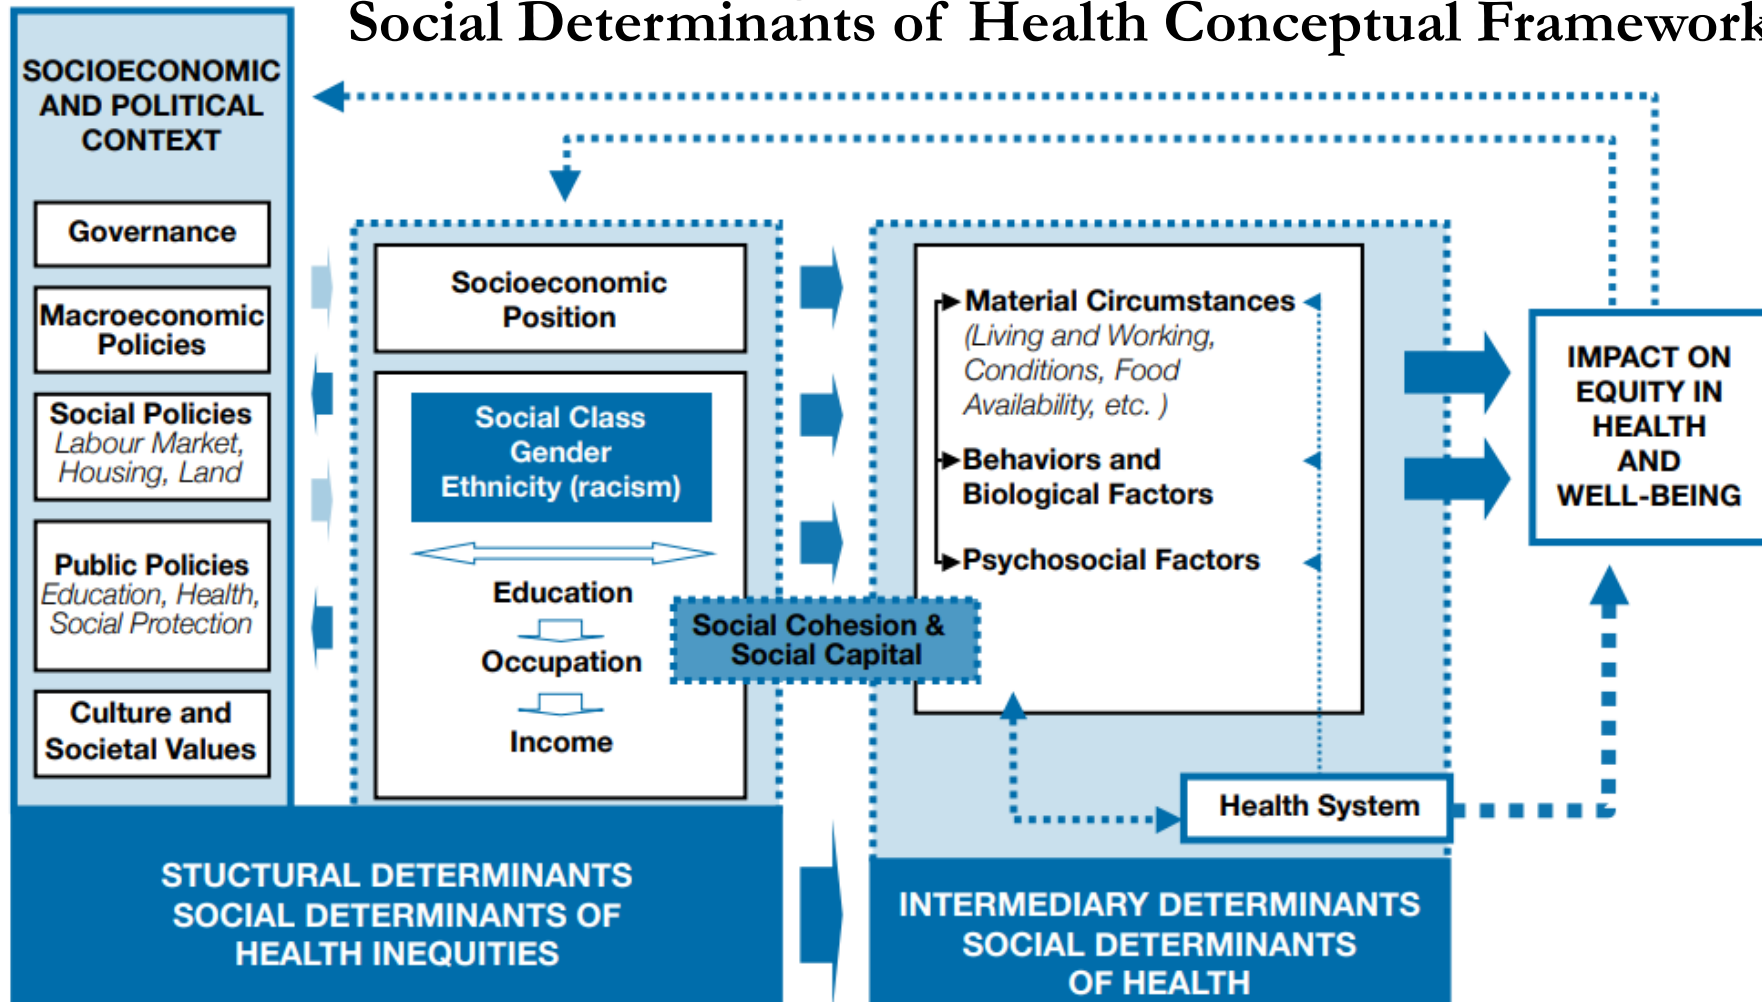 Social Determinants of Health Conceptual Framework
SOCIOECONOMIC
AND POLITICAL
CONTEXT
Governance
Macroeconomic
Policies
Social Policies
Labour Market,
Housing, Land
Public Policies
Education, Health,
Social Protection
Culture and
Societal Values
Socioeconomic
Position
Social Class
Gender
Ethnicity (racism)
Education
Occupation
Income
Social Cohesion &
Social Capital
Material Circumstances
(Living and Working,
Conditions, Food
Availability, etc. )
Behaviors and
Biological Factors
Psychosocial Factors
Health System
IMPACT ON
EQUITY IN
HEALTH
AND
WELL-BEING
STUCTURAL DETERMINANTS
SOCIAL DETERMINANTS OF
HEALTH INEQUITIES
INTERMEDIARY DETERMINANTS
SOCIAL DETERMINANTS
OF HEALTH